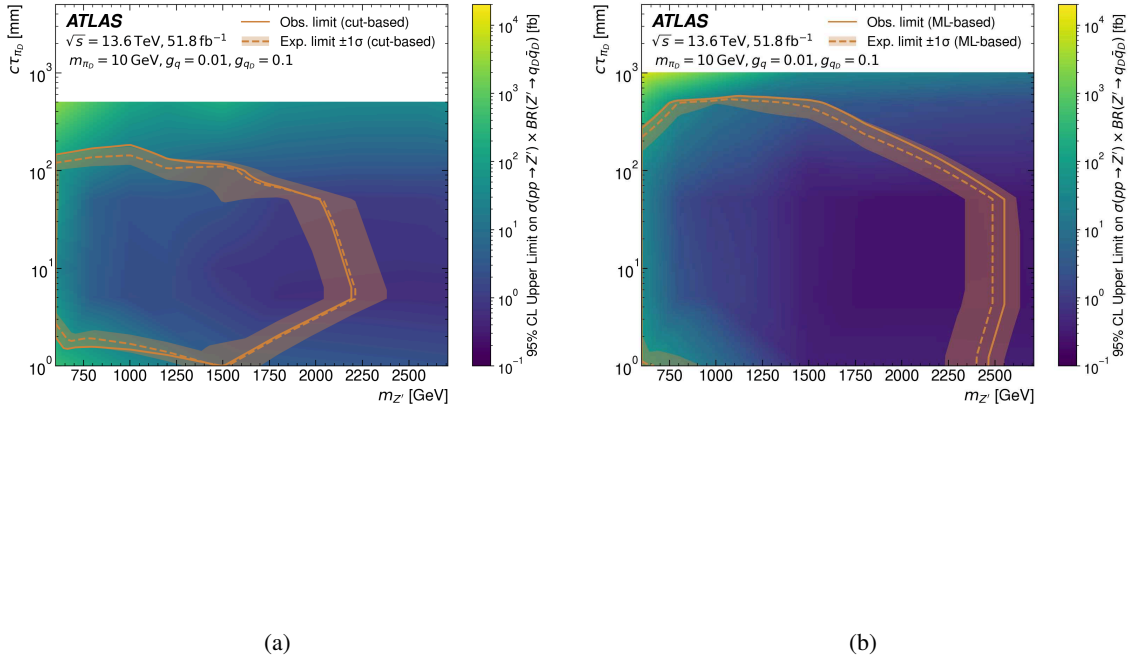 ATLAS
√s = 13.6 TeV, 51.8 fb⁻¹
m_{π_D} = 10 GeV, g_q = 0.01, g_{q_D} = 0.1
Obs. limit (cut-based)
Exp. limit ±1σ (cut-based)
cτ_{π_D} [mm]
10³
10²
10¹
10⁰
750 1000 1250 1500 1750 2000 2250 2500
m_{Z′} [GeV]
10⁴
10³
10²
10¹
10⁰
10⁻¹
95% CL Upper Limit on σ(pp → Z′) × BR(Z′ → q_D q̄_D) [fb]
(a)
ATLAS
√s = 13.6 TeV, 51.8 fb⁻¹
m_{π_D} = 10 GeV, g_q = 0.01, g_{q_D} = 0.1
Obs. limit (ML-based)
Exp. limit ±1σ (ML-based)
cτ_{π_D} [mm]
10³
10²
10¹
10⁰
750 1000 1250 1500 1750 2000 2250 2500
m_{Z′} [GeV]
10⁴
10³
10²
10¹
10⁰
10⁻¹
95% CL Upper Limit on σ(pp → Z′) × BR(Z′ → q_D q̄_D) [fb]
(b)